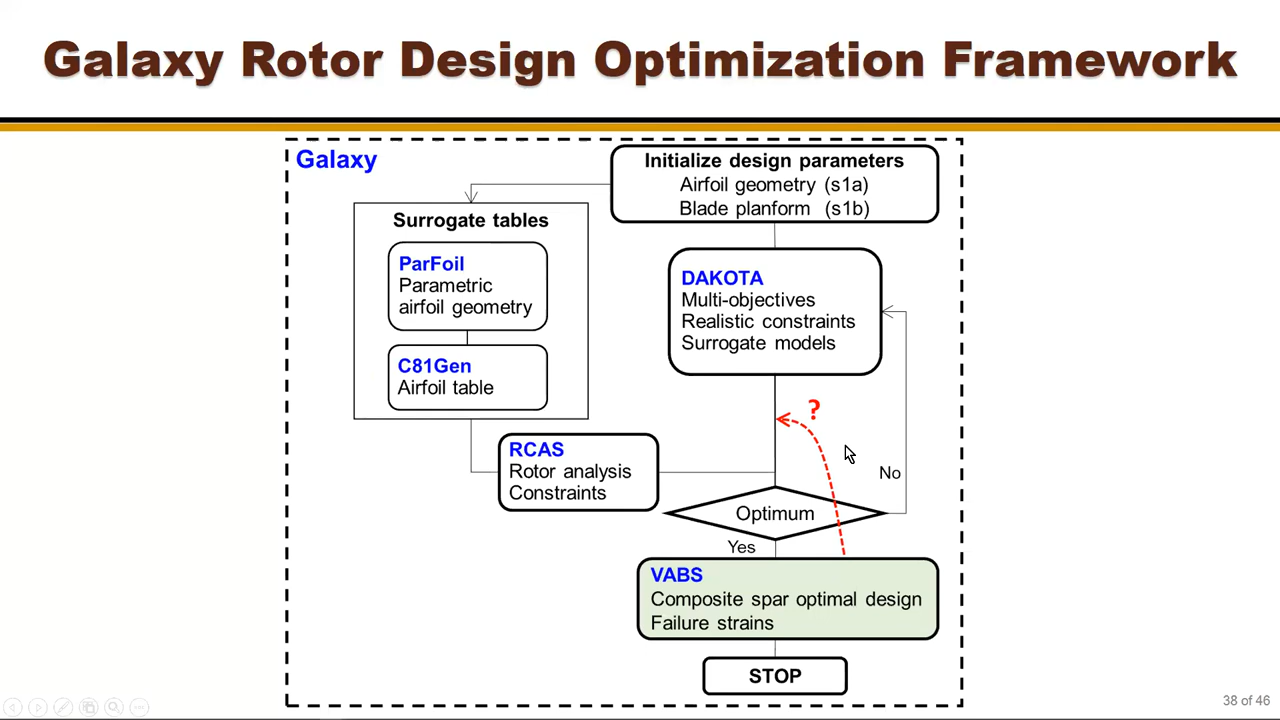 Galaxy Rotor Design Optimization Framework
Galaxy
Initialize design parameters
Airfoil geometry (s1a)
Blade planform (s1b)
Surrogate tables
ParFoil
Parametric
airfoil geometry
C81Gen
Airfoil table
DAKOTA
Multi-objectives
Realistic constraints
Surrogate models
?
RCAS
Rotor analysis
Constraints
No
Optimum
Yes
VABS
Composite spar optimal design
Failure strains
STOP
38 of 46